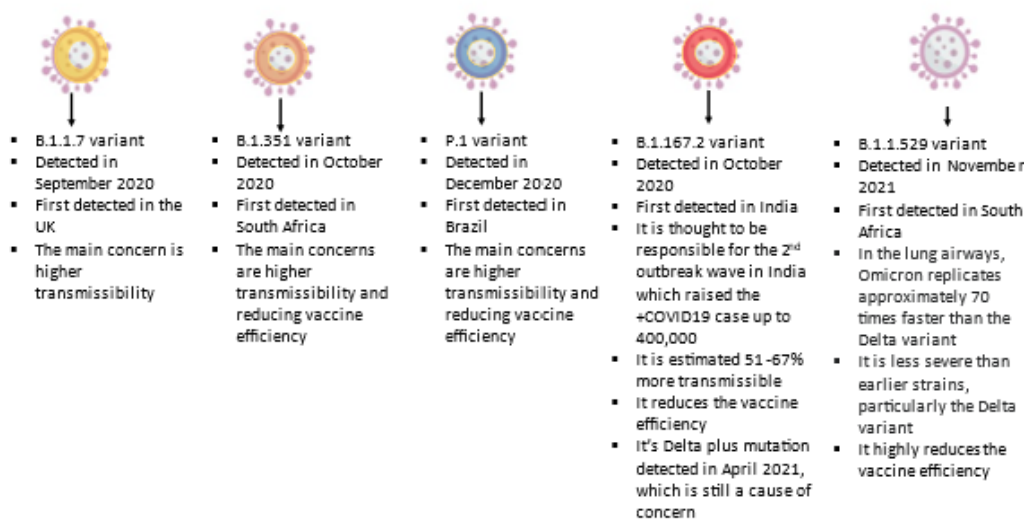 ▪ B.1.1.7 variant
▪ Detected in
September 2020
▪ First detected in the
UK
▪ The main concern is
higher
transmissibility
▪ B.1.351 variant
▪ Detected in October
2020
▪ First detected in
South Africa
▪ The main concerns
are higher
transmissibility and
reducing vaccine
efficiency
▪ P.1 variant
▪ Detected in
December 2020
▪ First detected in
Brazil
▪ The main concerns
are higher
transmissibility and
reducing vaccine
efficiency
▪ B.1.167.2 variant
▪ Detected in October
2020
▪ First detected in India
▪ It is thought to be
responsible for the 2nd
outbreak wave in India
which raised the
+COVID19 case up to
400,000
▪ It is estimated 51-67%
more transmissible
▪ It reduces the vaccine
efficiency
▪ It's Delta plus mutation
detected in April 2021,
which is still a cause of
concern
▪ B.1.1.529 variant
▪ Detected in November
2021
▪ First detected in South
Africa
▪ In the lung airways,
Omicron replicates
approximately 70
times faster than the
Delta variant
▪ It is less severe than
earlier strains,
particularly the Delta
variant
▪ It highly reduces the
vaccine efficiency